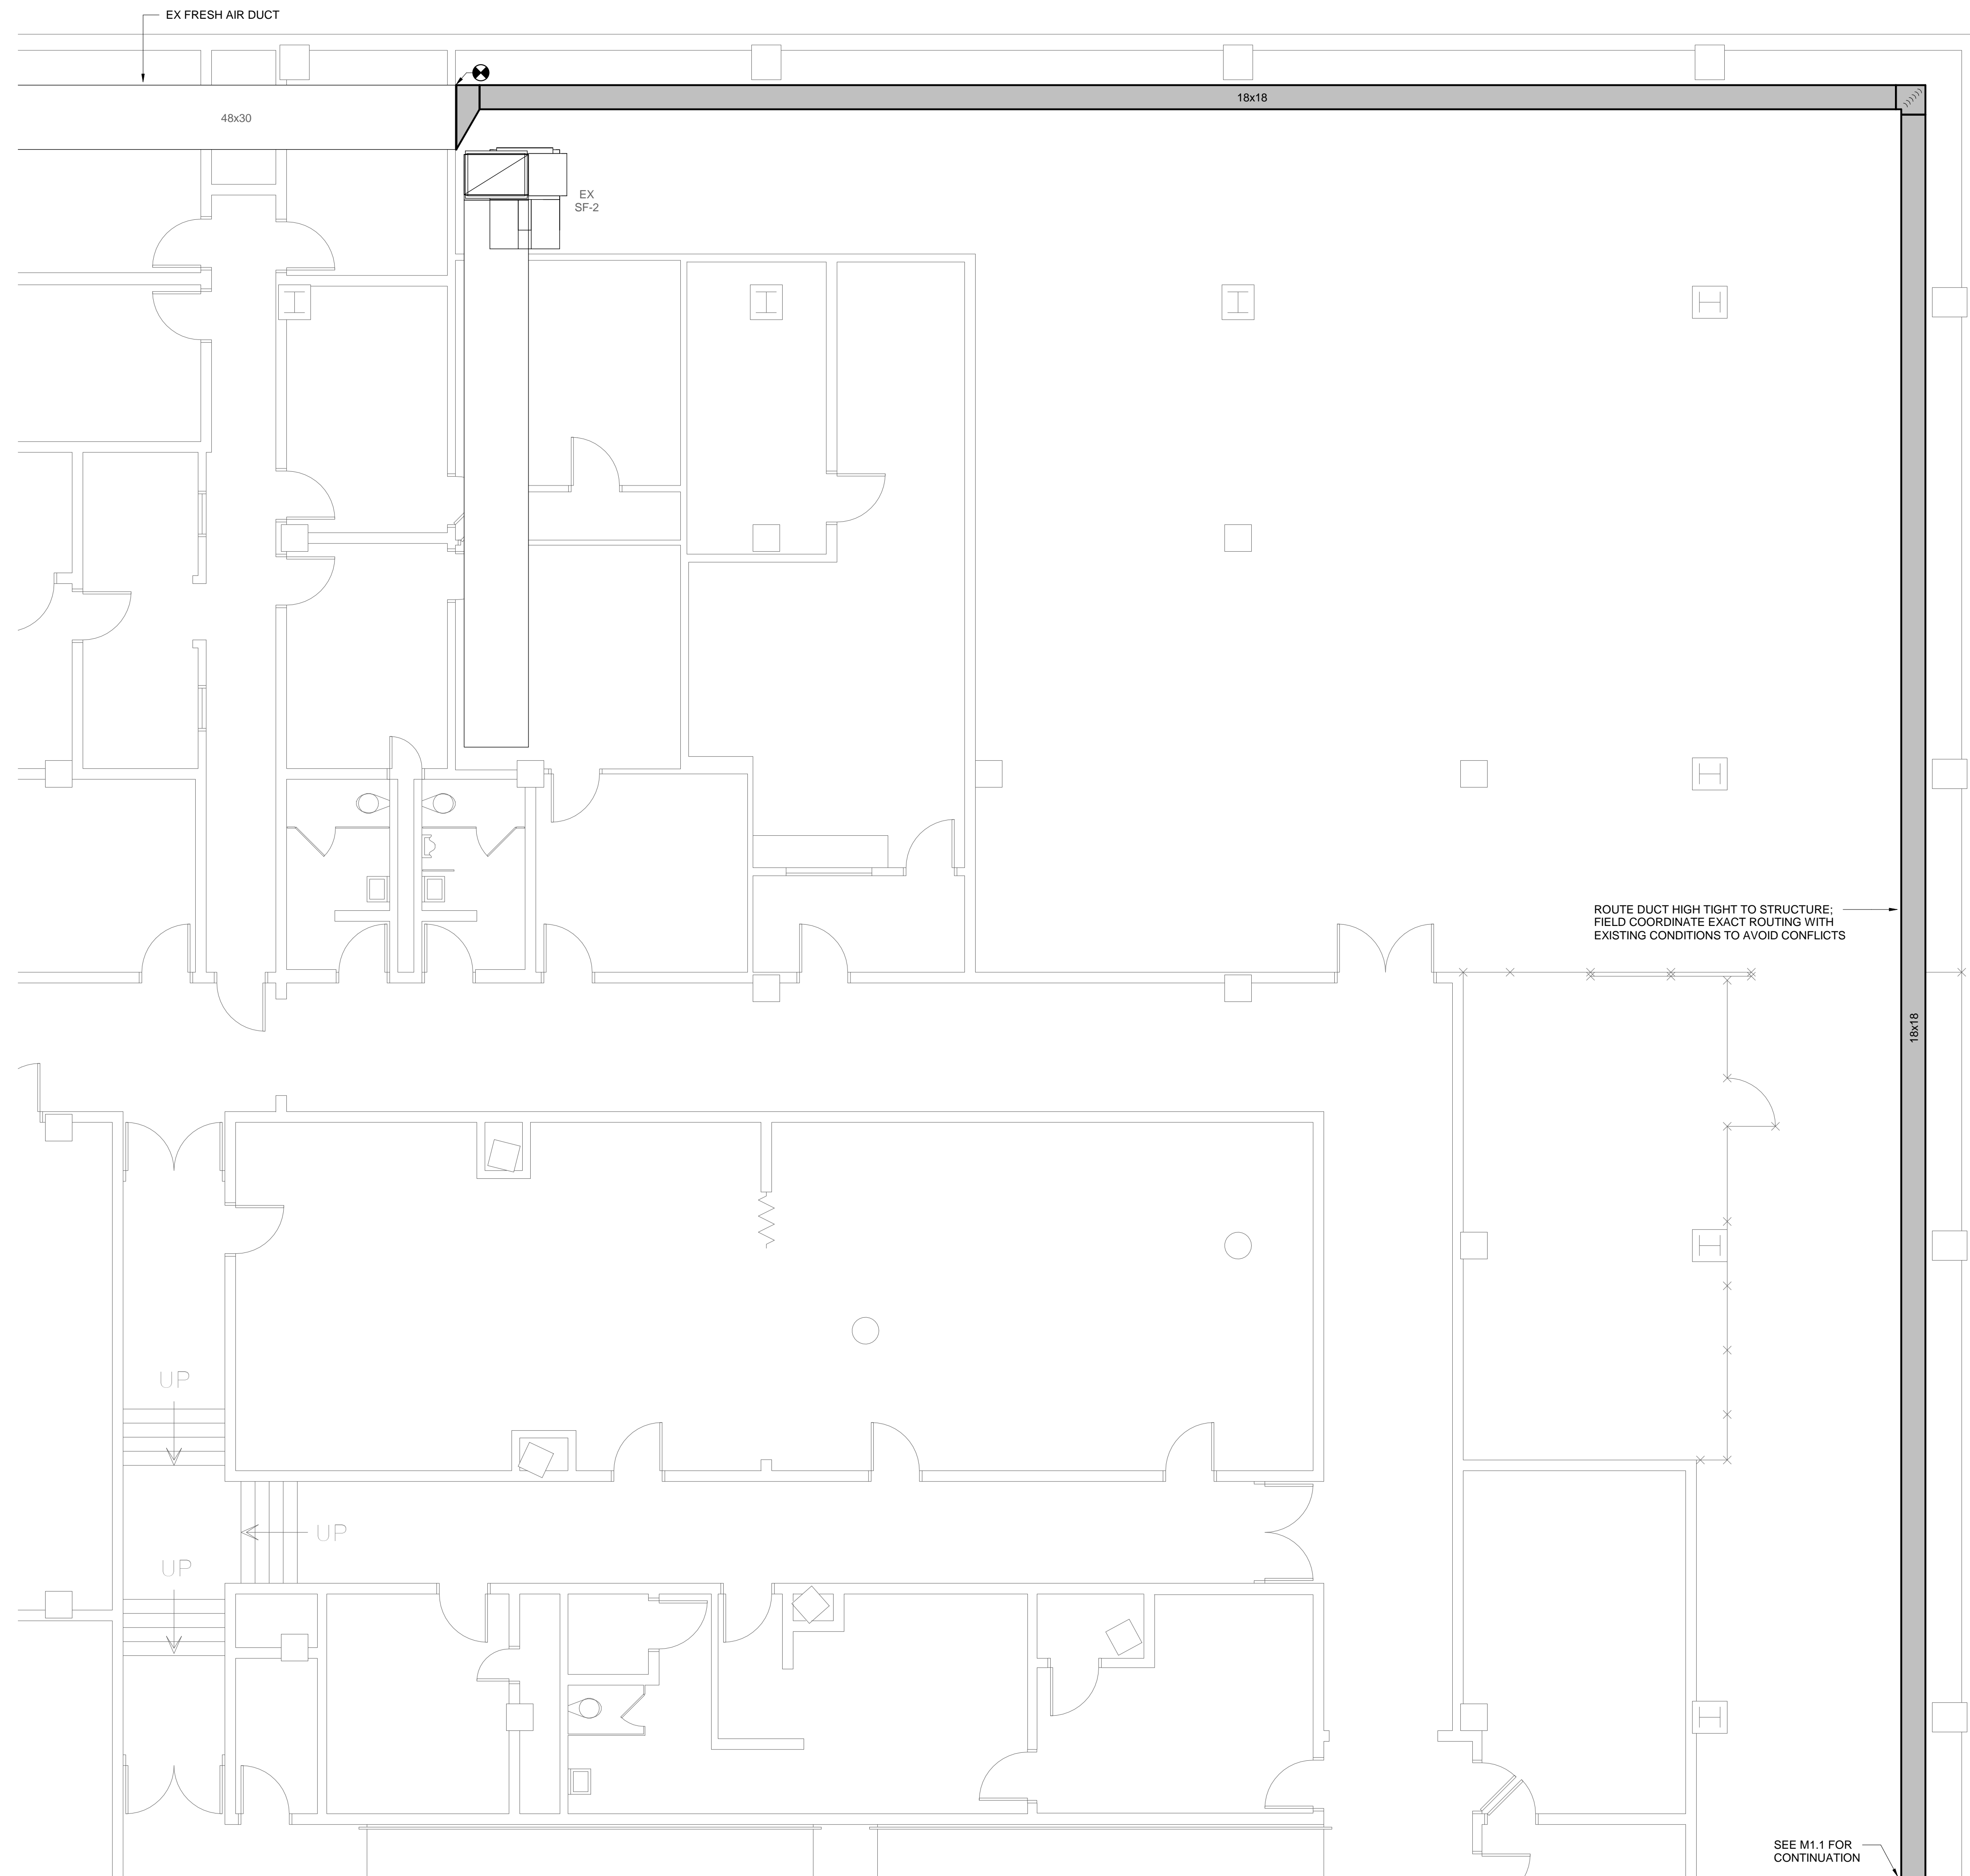 EX FRESH AIR DUCT
48x30
18x18
EX
SF-2
ROUTE DUCT HIGH TIGHT TO STRUCTURE;
FIELD COORDINATE EXACT ROUTING WITH
EXISTING CONDITIONS TO AVOID CONFLICTS
18x18
UP
UP
UP
SEE M1.1 FOR
CONTINUATION